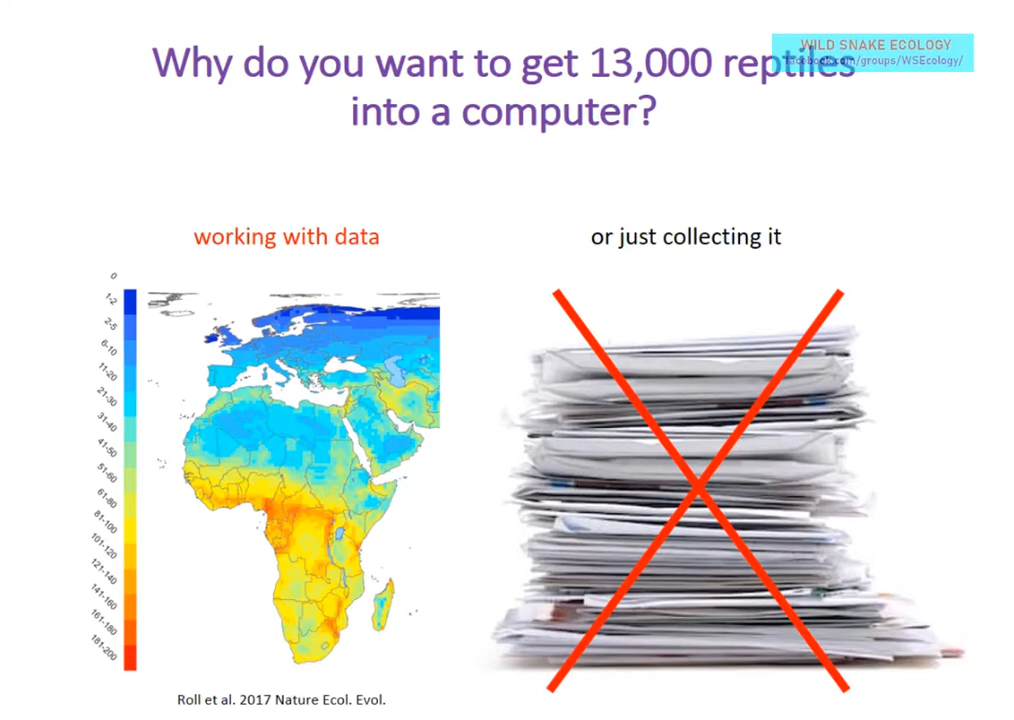 WILD SNAKE ECOLOGY
facebook.com/groups/WSEcology/
Why do you want to get 13,000 reptiles
into a computer?
working with data
or just collecting it
0
1-2
2-5
6-10
11-20
21-30
31-40
41-50
51-60
61-80
81-100
101-120
121-140
141-160
161-180
181-200
Roll et al. 2017 Nature Ecol. Evol.